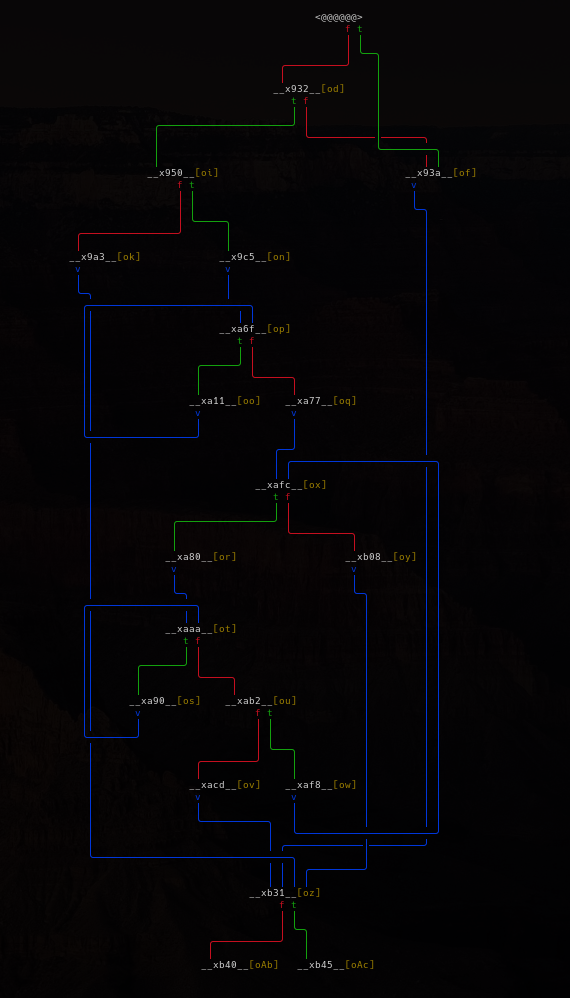 <@@@@@@>
f t
__x932__[od]
t f
__x950__[oi] __x93a__[of]
f t v
__x9a3__[ok] __x9c5__[on]
v v
__xa6f__[op]
t f
__xa11__[oo] __xa77__[oq]
v v
__xafc__[ox]
t f
__xa80__[or] __xb08__[oy]
v v
__xaaa__[ot]
t f
__xa90__[os] __xab2__[ou]
v f t
__xacd__[ov] __xaf8__[ow]
v v
__xb31__[oz]
f t
__xb40__[oAb] __xb45__[oAc]